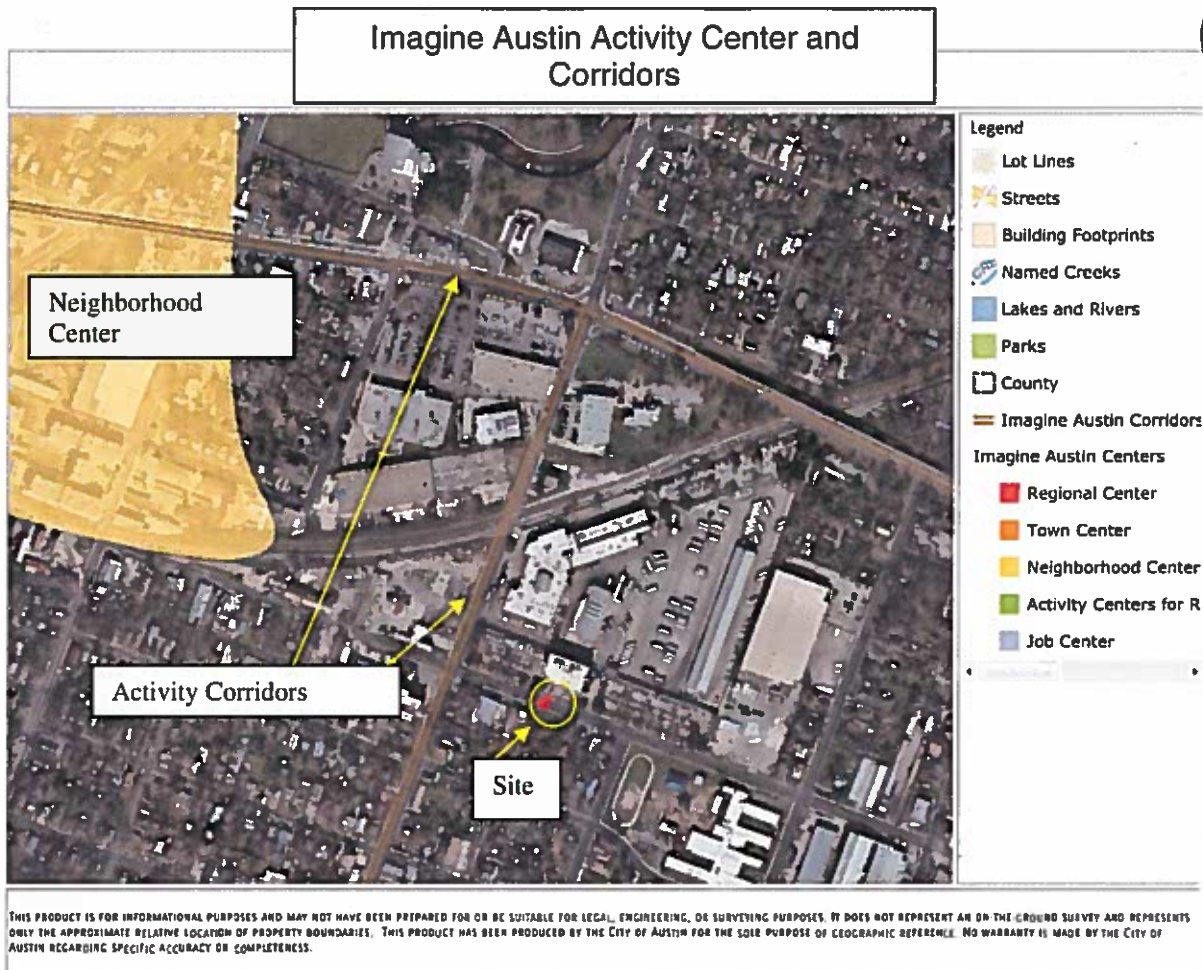 Imagine Austin Activity Center and
Corridors
Legend
Lot Lines
Streets
Building Footprints
Named Creeks
Lakes and Rivers
Parks
County
Imagine Austin Corridors
Imagine Austin Centers
Regional Center
Town Center
Neighborhood Center
Activity Centers for R
Job Center
Neighborhood
Center
Activity Corridors
Site
THIS PRODUCT IS FOR INFORMATIONAL PURPOSES AND MAY NOT HAVE BEEN PREPARED FOR OR BE SUITABLE FOR LEGAL, ENGINEERING, OR SURVEYING PURPOSES. IT DOES NOT REPRESENT AN ON-THE-GROUND SURVEY AND REPRESENTS
ONLY THE APPROXIMATE RELATIVE LOCATION OF PROPERTY BOUNDARIES. THIS PRODUCT HAS BEEN PRODUCED BY THE CITY OF AUSTIN FOR THE SOLE PURPOSE OF GEOGRAPHIC REFERENCE. NO WARRANTY IS MADE BY THE CITY OF
AUSTIN REGARDING SPECIFIC ACCURACY OR COMPLETENESS.